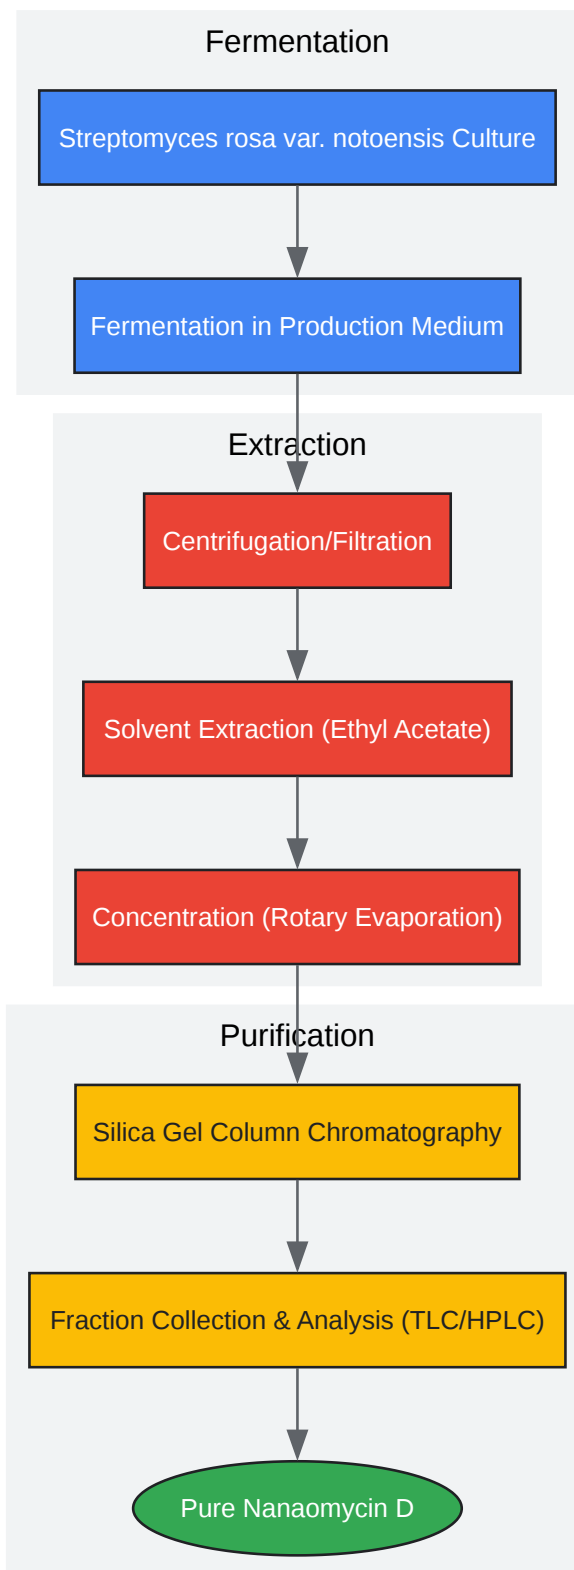 Fermentation
Streptomyces rosa var. notoensis Culture
Fermentation in Production Medium
Extraction
Centrifugation/Filtration
Solvent Extraction (Ethyl Acetate)
Concentration (Rotary Evaporation)
Purification
Silica Gel Column Chromatography
Fraction Collection & Analysis (TLC/HPLC)
Pure Nanaomycin D